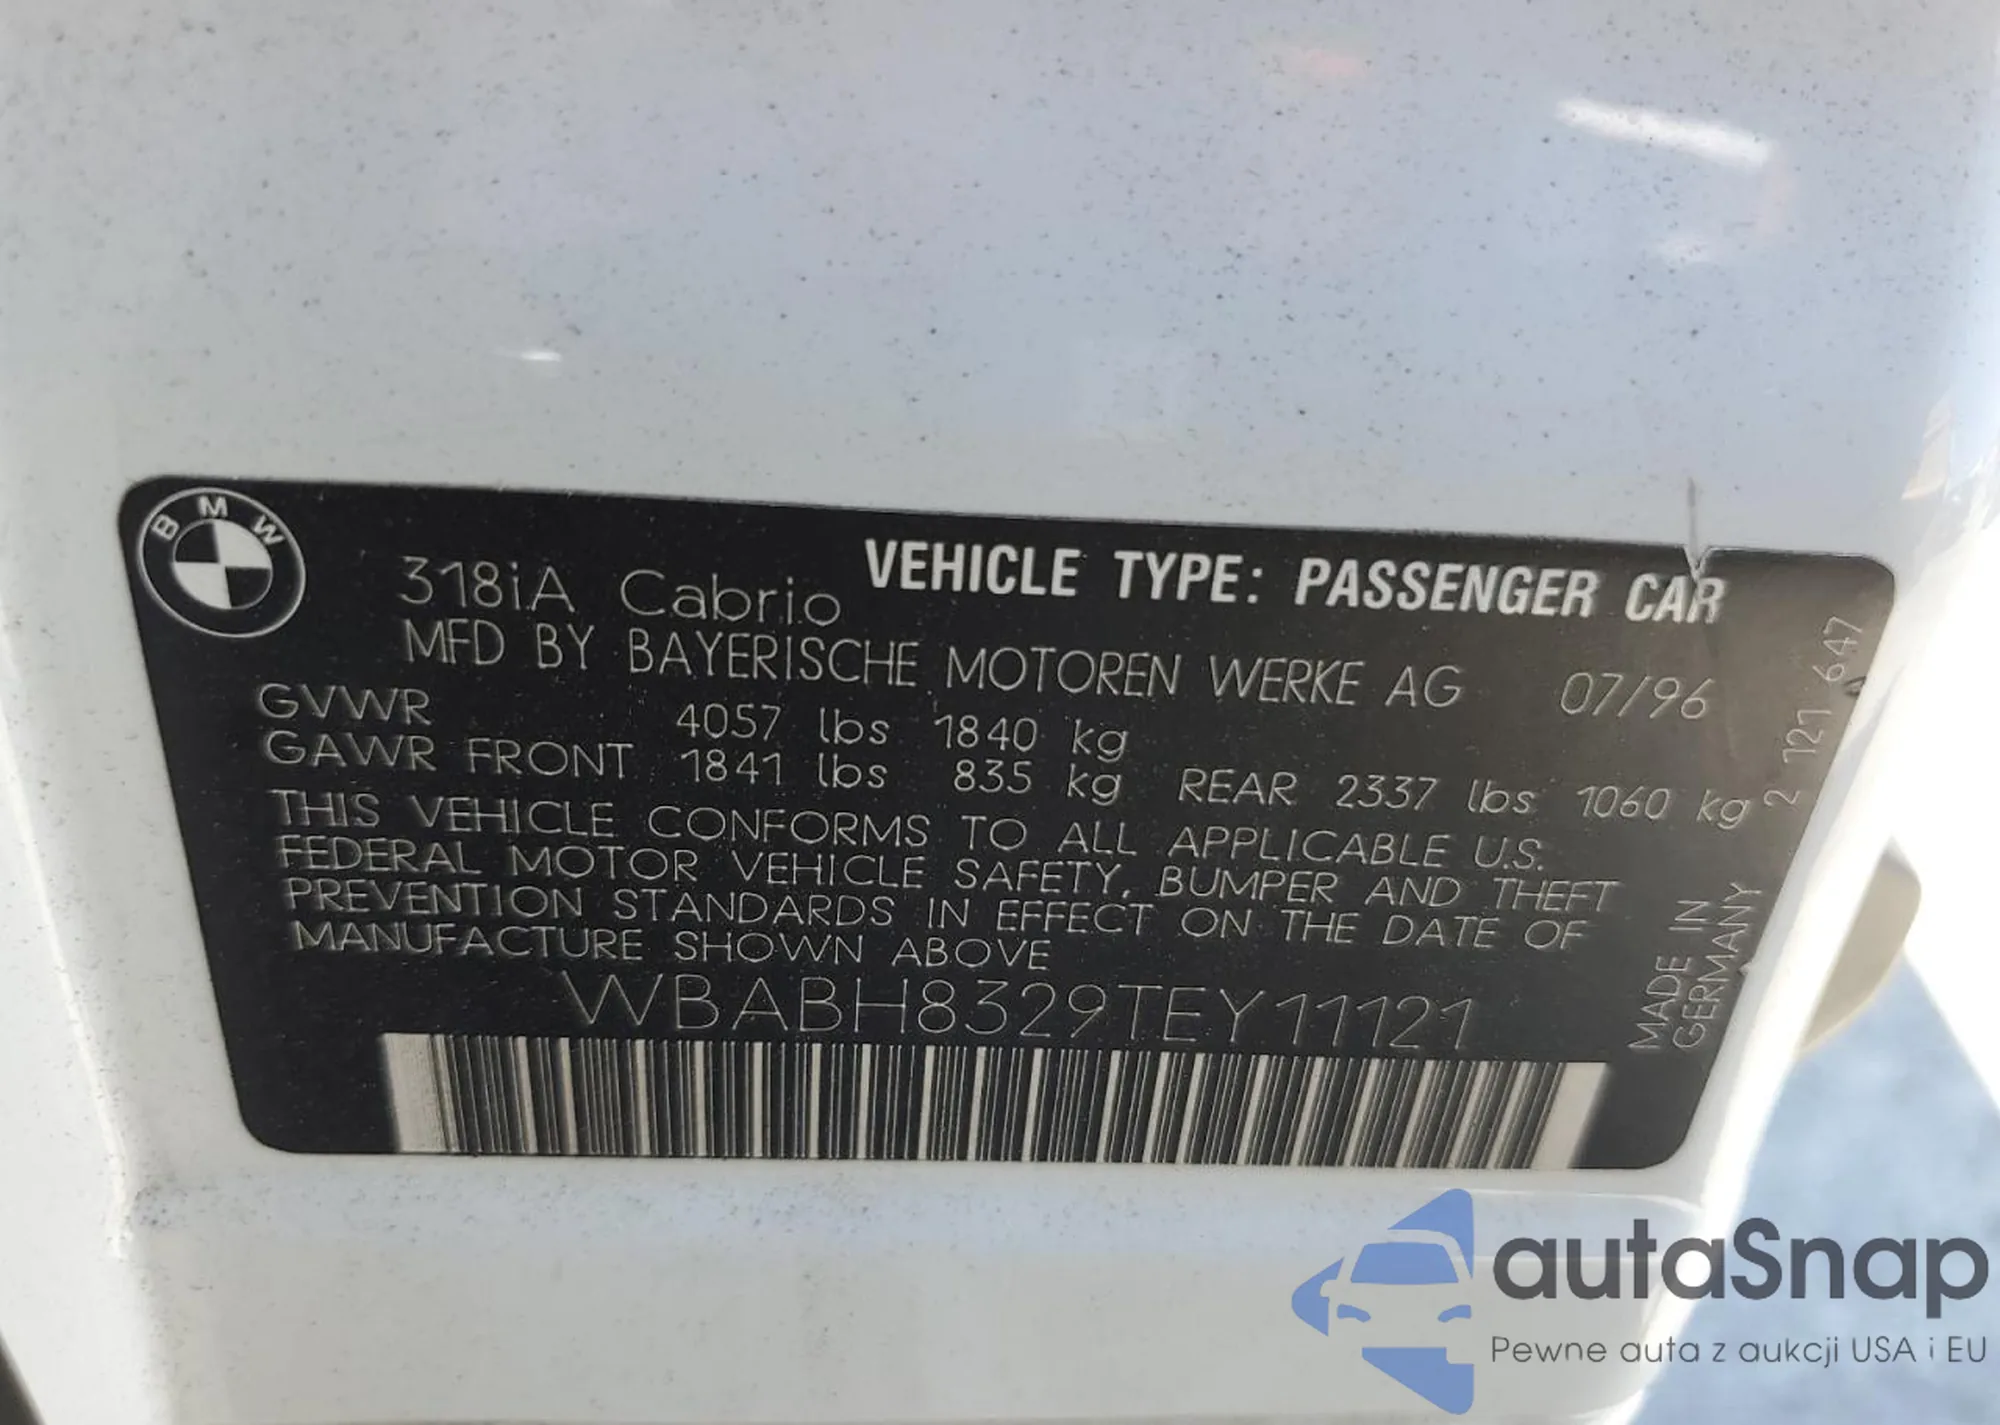 BMW
318iA Cabrio VEHICLE TYPE: PASSENGER CAR
MFD BY BAYERISCHE MOTOREN WERKE AG 07/96
GVWR 4057 lbs 1840 kg
GAWR FRONT 1841 lbs 835 kg REAR 2337 lbs 1060 kg
THIS VEHICLE CONFORMS TO ALL APPLICABLE U.S.
FEDERAL MOTOR VEHICLE SAFETY, BUMPER AND THEFT
PREVENTION STANDARDS IN EFFECT ON THE DATE OF
MANUFACTURE SHOWN ABOVE
WBABH8329TEY11121
2 121 647
MADE IN
GERMANY
autaSnap
Pewne auta z aukcji USA i EU